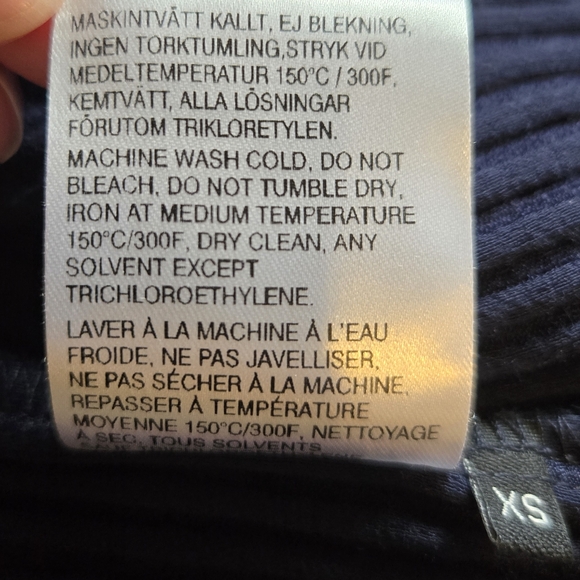 MASKINTVÄTT KALLT, EJ BLEKNING,
INGEN TORKTUMLING,STRYK VID
MEDELTEMPERATUR 150°C / 300F,
KEMTVÄTT, ALLA LÖSNINGAR
FÖRUTOM TRIKLORETYLEN.
MACHINE WASH COLD, DO NOT
BLEACH, DO NOT TUMBLE DRY,
IRON AT MEDIUM TEMPERATURE
150°C/300F, DRY CLEAN, ANY
SOLVENT EXCEPT
TRICHLOROETHYLENE.
LAVER À LA MACHINE À L'EAU
FROIDE, NE PAS JAVELLISER,
NE PAS SÉCHER À LA MACHINE,
REPASSER À TEMPÉRATURE
MOYENNE 150°C/300F, NETTOYAGE
À SEC, TOUS SOLVENTS
XS